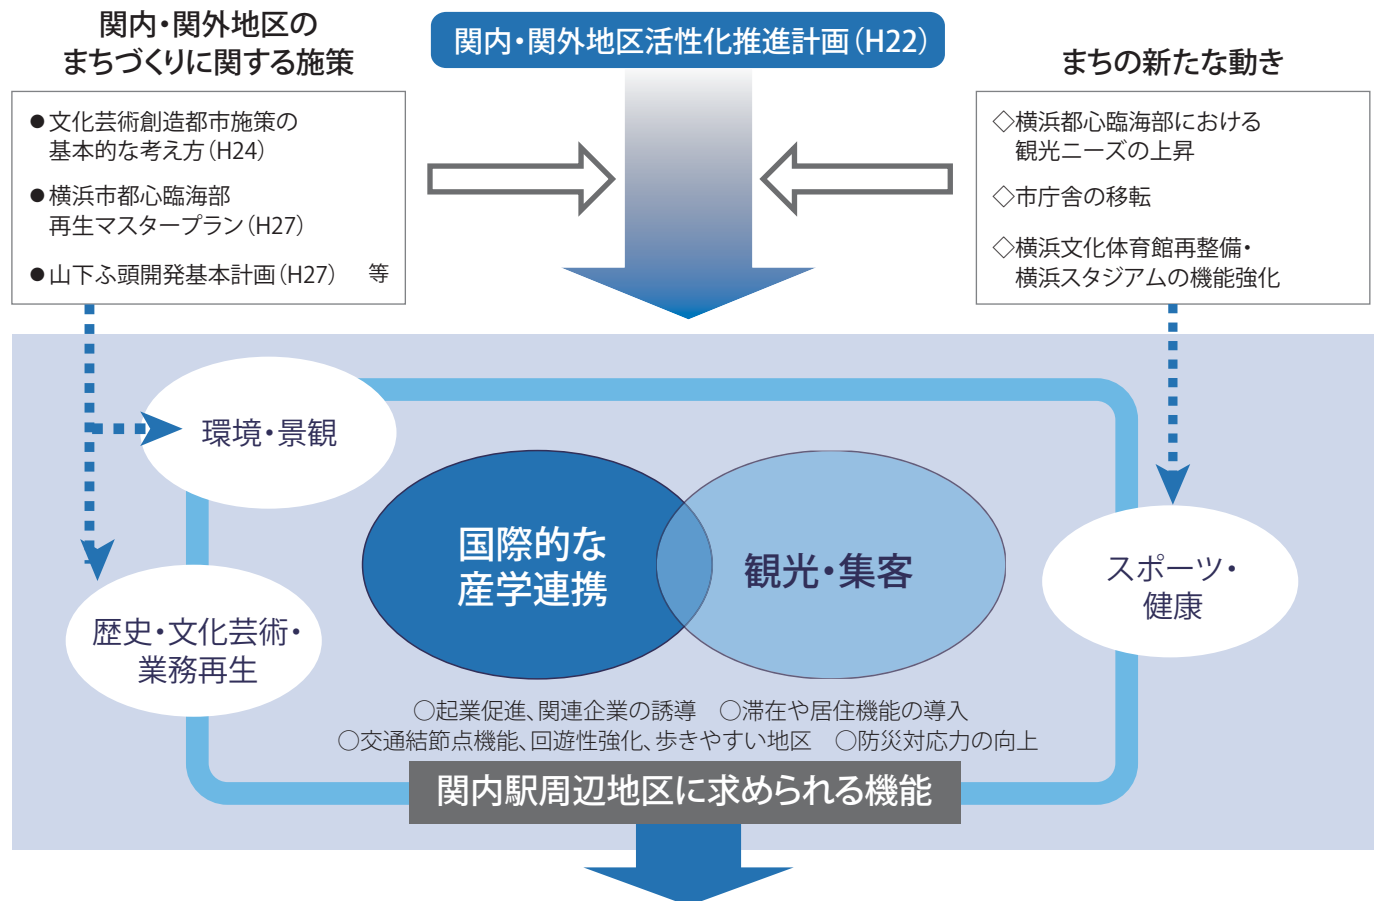 関内・関外地区の
まちづくりに関する施策
関内・関外地区活性化推進計画（H22）
まちの新たな動き
●文化芸術創造都市施策の
基本的な考え方（H24）
●横浜市都心臨海部
再生マスタープラン（H27）
●山下ふ頭開発基本計画（H27）　等
◇横浜都心臨海部における
観光ニーズの上昇
◇市庁舎の移転
◇横浜文化体育館再整備・
横浜スタジアムの機能強化
環境・景観
国際的な
産学連携
観光・集客
スポーツ・
健康
歴史・文化芸術・
業務再生
○起業促進、関連企業の誘導　○滞在や居住機能の導入
○交通結節点機能、回遊性強化、歩きやすい地区　○防災対応力の向上
関内駅周辺地区に求められる機能